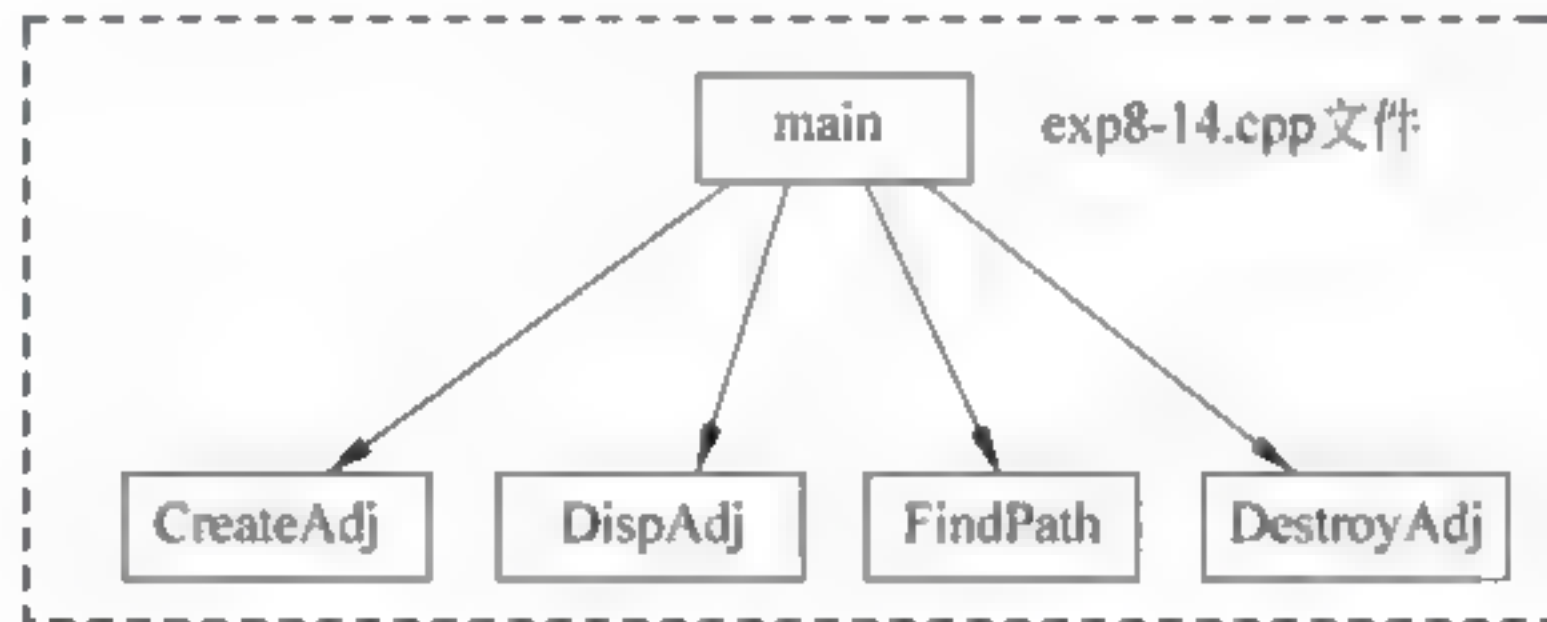 main
exp8-14.cpp文件
CreateAdj
DispAdj
FindPath
DestroyAdj